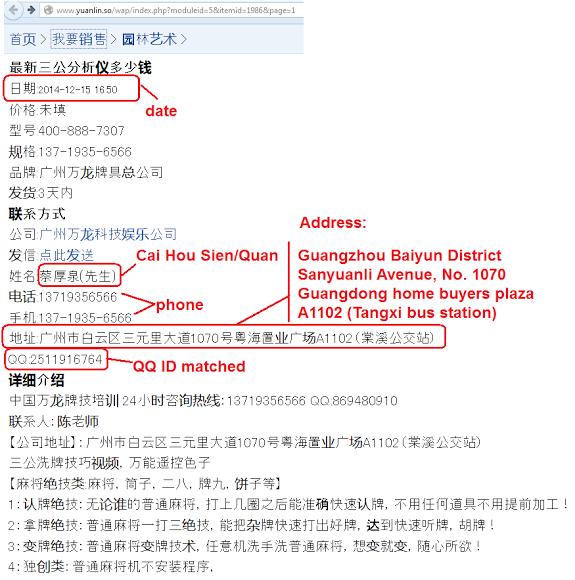 www.yuanlin.so/wap/index.php?moduleid=5&itemid=1986&page=1
首页 > 我要销售 > 园林艺术 >
最新三公分析仪多少钱
日期:2014-12-15 16:50
date
价格:未填
型号:400-888-7307
规格:137-1935-6566
品牌:广州万龙牌具总公司
发货:3天内
联系方式
Address:
公司:广州万龙科技娱乐公司
发信:点此发送
Cai Hou Sien/Quan
Guangzhou Baiyun District
姓名:蔡厚泉(先生)
Sanyuanli Avenue, No. 1070
电话:13719356566
phone
Guangdong home buyers plaza
手机:137-1935-6566
A1102 (Tangxi bus station)
地址:广州市白云区三元里大道1070号粤海置业广场A1102(棠溪公交站)
QQ:2511916764
QQ ID matched
详细介绍
中国万龙牌技培训 24小时咨询热线: 13719356566 QQ:869480910
联系人: 陈老师
【公司地址】: 广州市白云区三元里大道1070号粤海置业广场A1102(棠溪公交站)
三公洗牌技巧视频, 万能遥控色子
【麻将绝技类:麻将, 筒子, 二八, 牌九, 饼子等】
1: 认牌绝技: 无论谁的普通麻将, 打上几圈之后能准确快速认牌, 不用任何道具不用提前加工!
2: 拿牌绝技: 普通麻将一打三绝技, 能把杂牌快速打出好牌, 达到快速听牌, 胡牌!
3: 变牌绝技: 普通麻将变牌技术, 任意机洗手洗普通麻将, 想变就变, 随心所欲!
4: 独创类: 普通麻将机不安装程序,